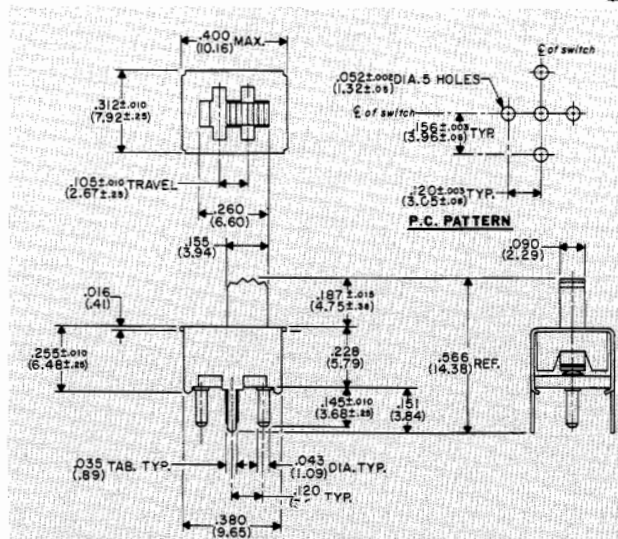 .400 MAX.
(10.16)
℄ of switch
.052±.002 DIA. 5 HOLES
(1.32±.05)
.312±.010
(7.92±.25)
℄ of switch
.156±.003 TYP.
(3.96±.08)
.105±.010 TRAVEL
(2.67±.25)
.120±.003 TYP.
(3.05±.08)
.260
(6.60)
P.C. PATTERN
.155
(3.94)
.090
(2.29)
.016
(.41)
.187±.015
(4.75±.38)
.255±.010
(6.48±.25)
.228
(5.79)
.566 REF.
(14.38)
.145±.010
(3.68±.25)
.151
(3.84)
.035 TAB. TYP.
(.89)
.043 DIA. TYP.
(1.09)
.120 TYP.
.380
(9.65)